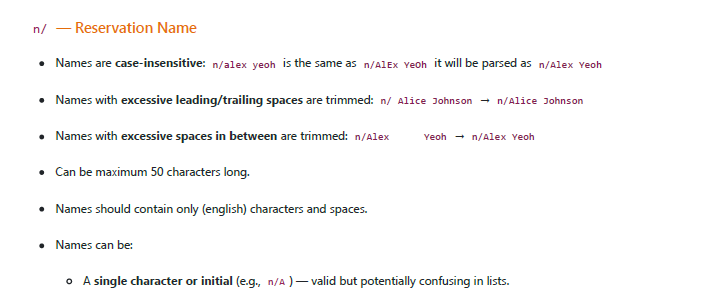 n/ — Reservation Name
• Names are case-insensitive: n/alex yeoh is the same as n/AlEx YeOh it will be parsed as n/Alex Yeoh
• Names with excessive leading/trailing spaces are trimmed: n/ Alice Johnson → n/Alice Johnson
• Names with excessive spaces in between are trimmed: n/Alex      Yeoh → n/Alex Yeoh
• Can be maximum 50 characters long.
• Names should contain only (english) characters and spaces.
• Names can be:
○ A single character or initial (e.g., n/A ) — valid but potentially confusing in lists.